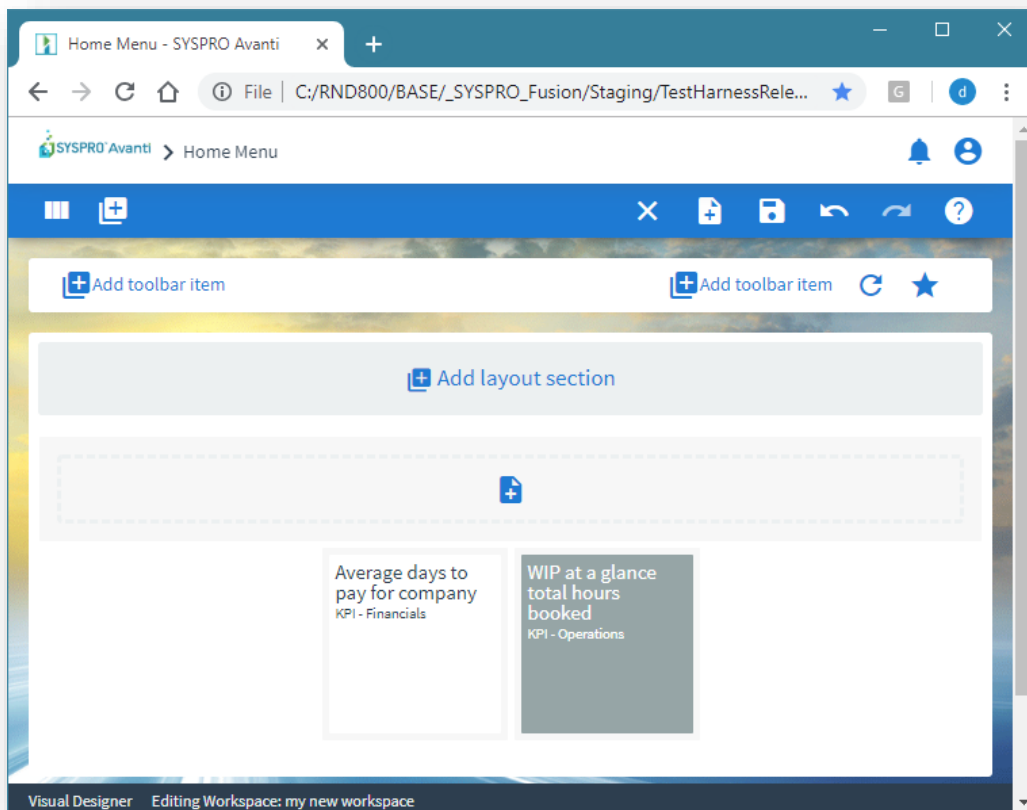 Home Menu - SYSPRO Avanti
File | C:/RND800/BASE/_SYSPRO_Fusion/Staging/TestHarnessRele...
G
d
SYSPRO Avanti
Home Menu
Add toolbar item
Add toolbar item
Add layout section
Average days to
pay for company
KPI - Financials
WIP at a glance
total hours
booked
KPI - Operations
Visual Designer Editing Workspace: my new workspace